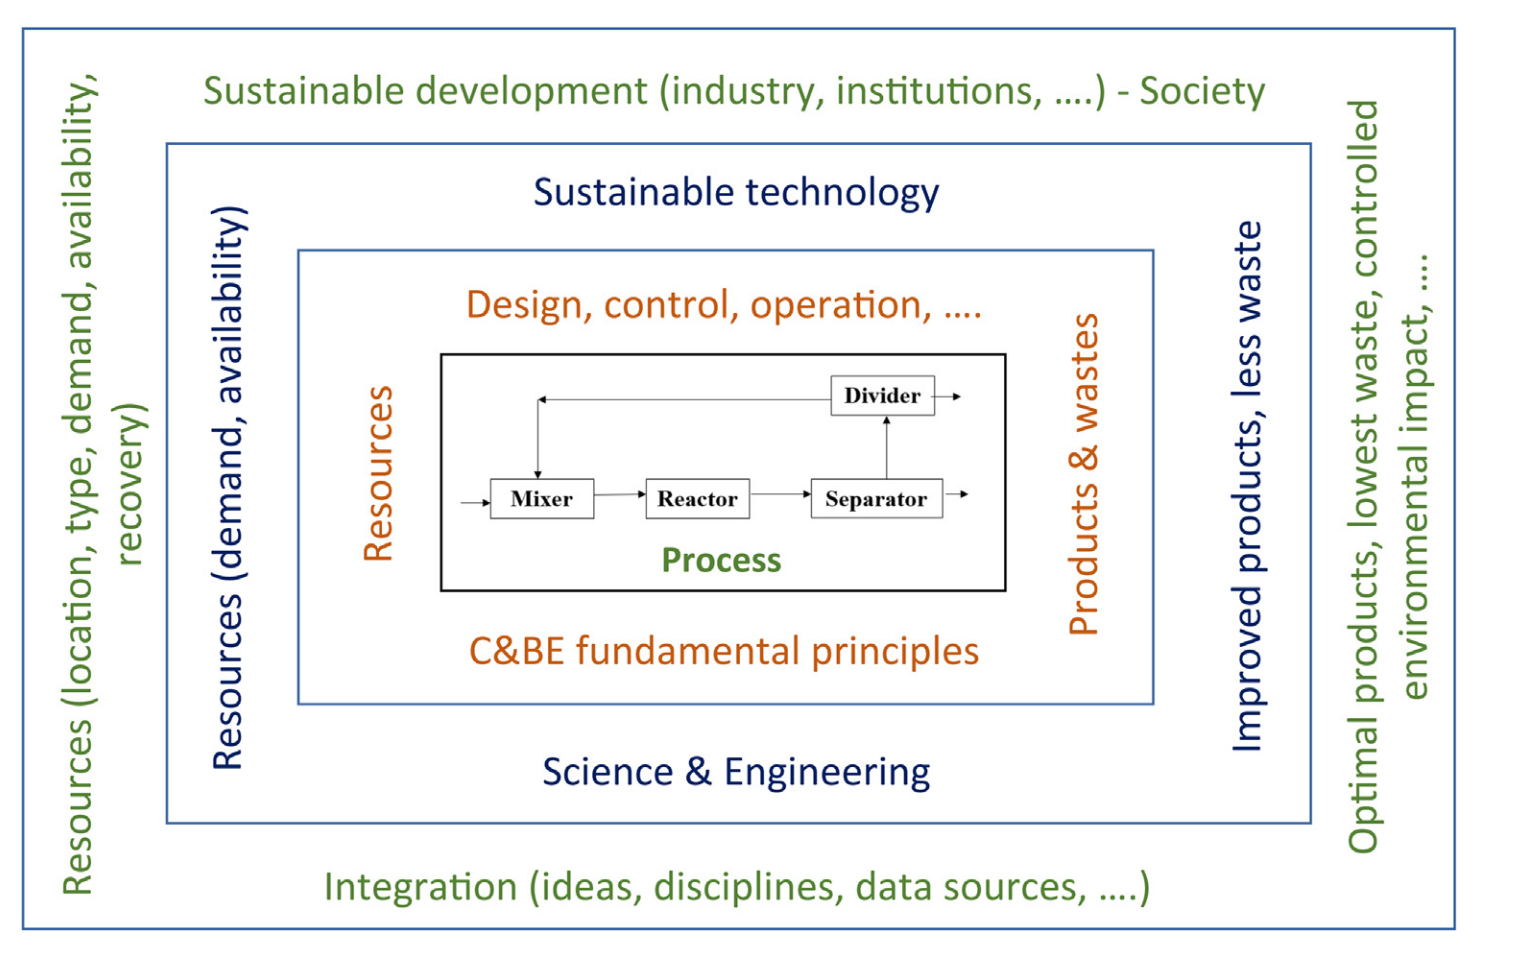 Sustainable development (industry, institutions, ….) - Society
Resources (location, type, demand, availability,
recovery)
Optimal products, lowest waste, controlled
environmental impact, ….
Sustainable technology
Resources (demand, availability)
Improved products, less waste
Design, control, operation, ….
Resources
Products & wastes
Divider
Mixer
Reactor
Separator
Process
C&BE fundamental principles
Science & Engineering
Integration (ideas, disciplines, data sources, ….)